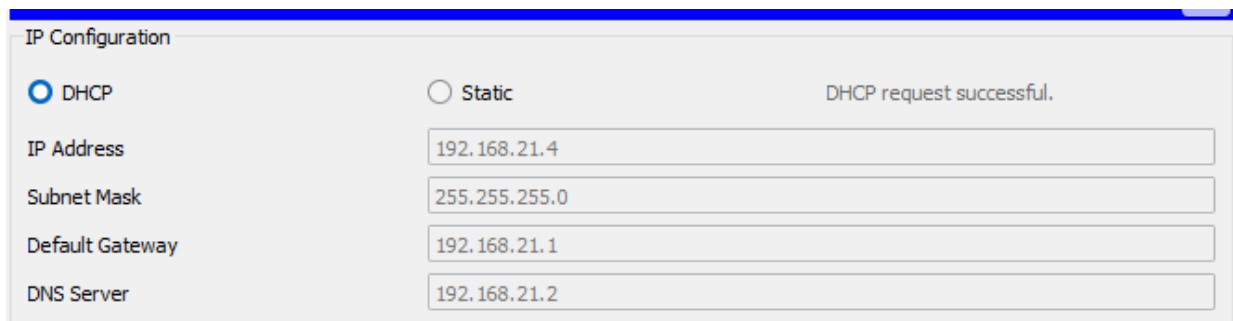 IP Configuration
DHCP Static DHCP request successful.
IP Address 192.168.21.4
Subnet Mask 255.255.255.0
Default Gateway 192.168.21.1
DNS Server 192.168.21.2